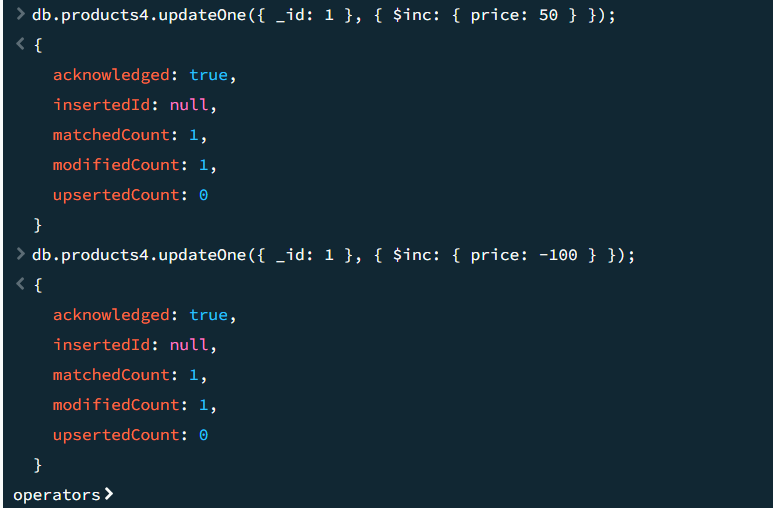 > db.products4.updateOne({ _id: 1 }, { $inc: { price: 50 } });
< {
acknowledged: true,
insertedId: null,
matchedCount: 1,
modifiedCount: 1,
upsertedCount: 0
}
> db.products4.updateOne({ _id: 1 }, { $inc: { price: -100 } });
< {
acknowledged: true,
insertedId: null,
matchedCount: 1,
modifiedCount: 1,
upsertedCount: 0
}
operators>